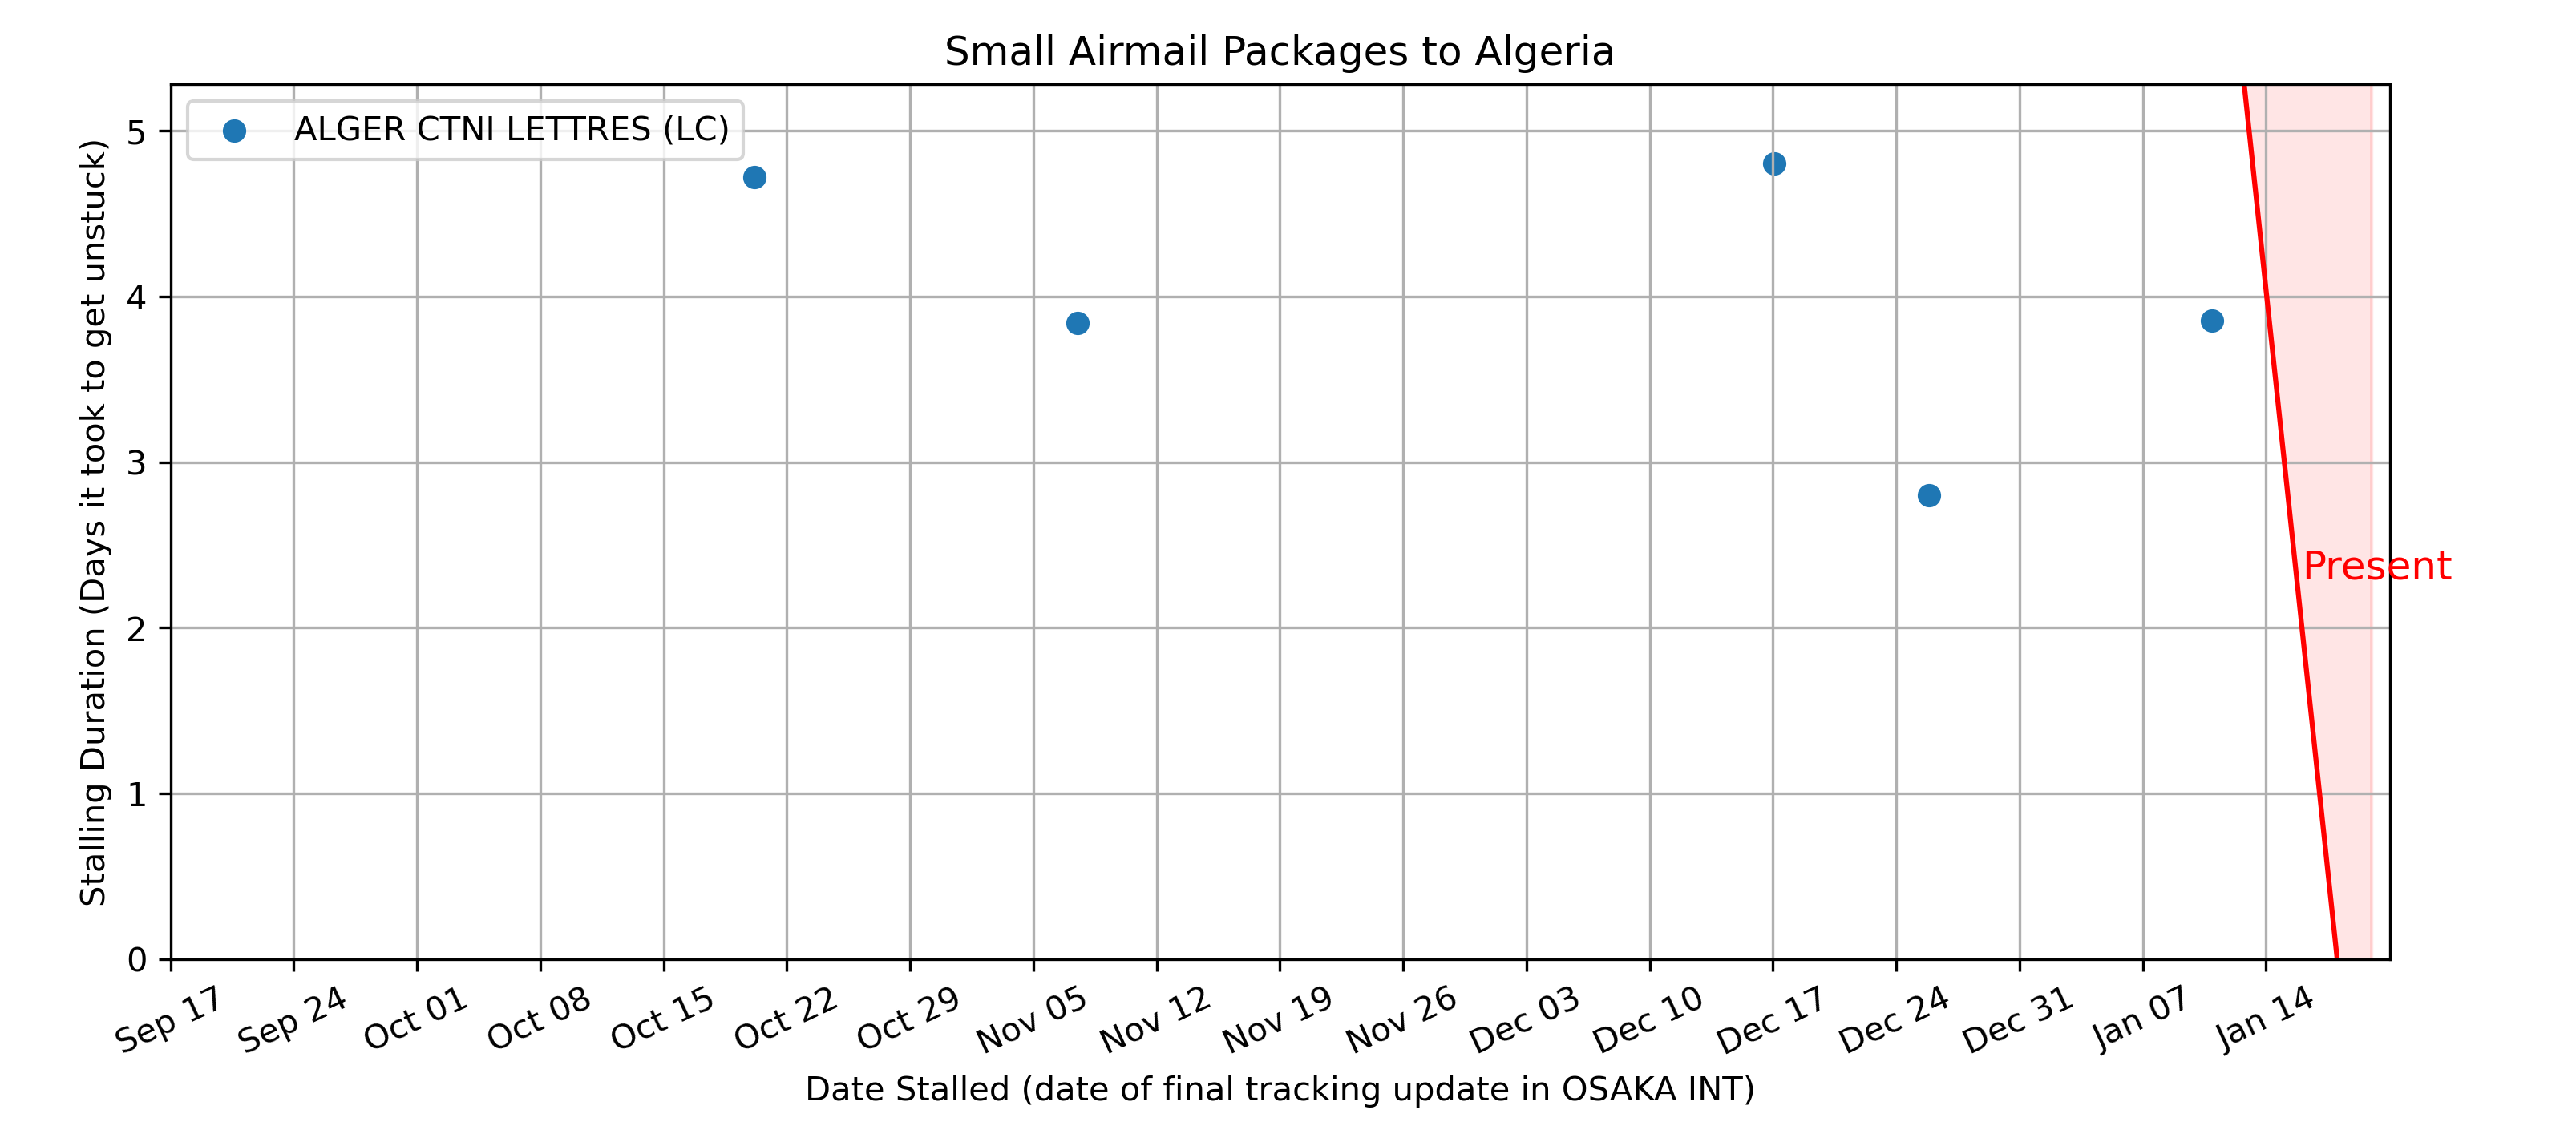 Small Airmail Packages to Algeria
ALGER CTNI LETTRES (LC)
Stalling Duration (Days it took to get unstuck)
5
4
3
2
1
0
Present
Sep 17
Sep 24
Oct 01
Oct 08
Oct 15
Oct 22
Oct 29
Nov 05
Nov 12
Nov 19
Nov 26
Dec 03
Dec 10
Dec 17
Dec 24
Dec 31
Jan 07
Jan 14
Date Stalled (date of final tracking update in OSAKA INT)